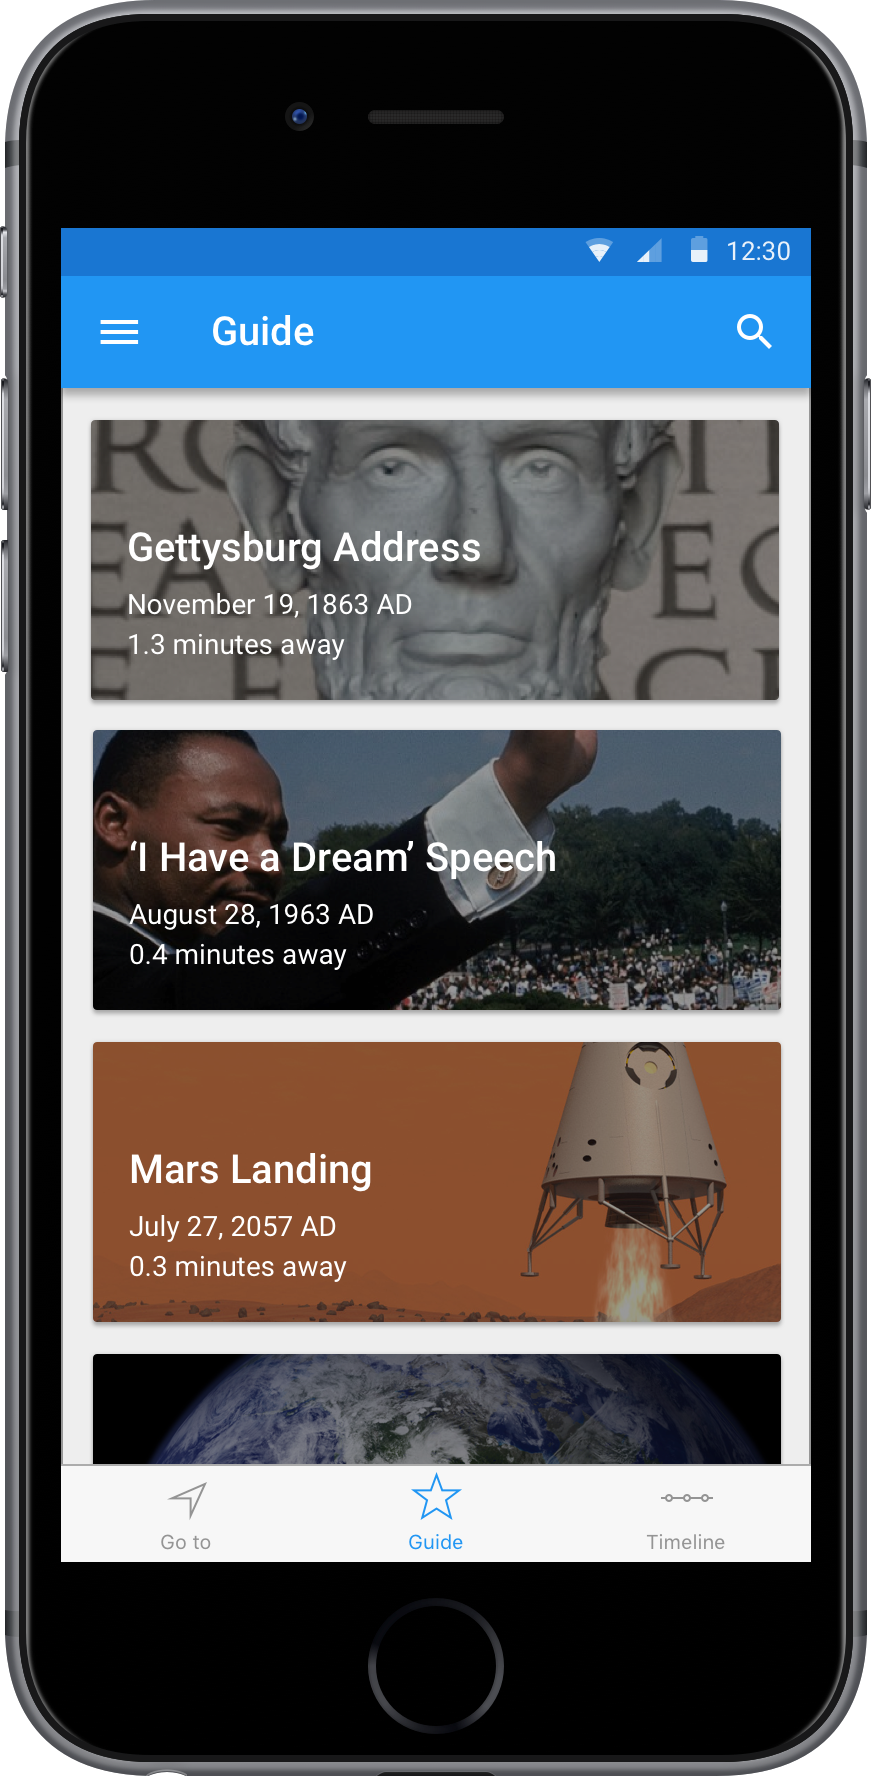 12:30
Guide
Gettysburg Address
November 19, 1863 AD
1.3 minutes away
‘I Have a Dream’ Speech
August 28, 1963 AD
0.4 minutes away
Mars Landing
July 27, 2057 AD
0.3 minutes away
Go to
Guide
Timeline